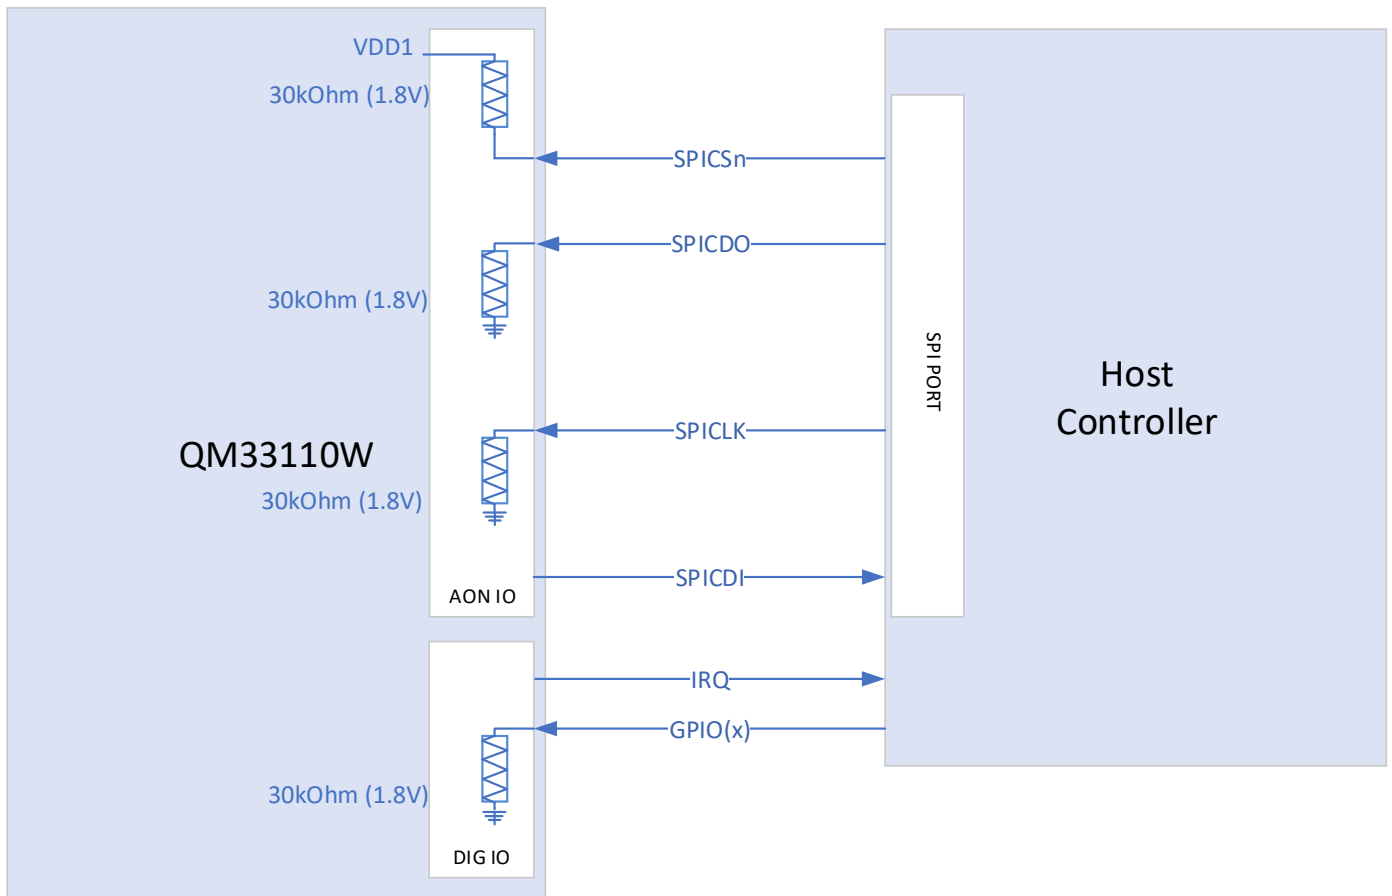 VDD1
30kOhm (1.8V)
SPICSn
SPICDO
30kOhm (1.8V)
SPI PORT
Host
Controller
SPICLK
QM33110W
30kOhm (1.8V)
SPICDI
AON IO
IRQ
GPIO(x)
30kOhm (1.8V)
DIG IO